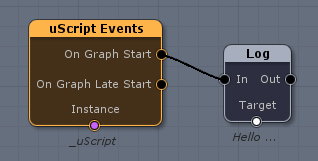 uScript Events
On Graph Start
On Graph Late Start
Instance
_uScript
Log
In Out
Target
Hello ...